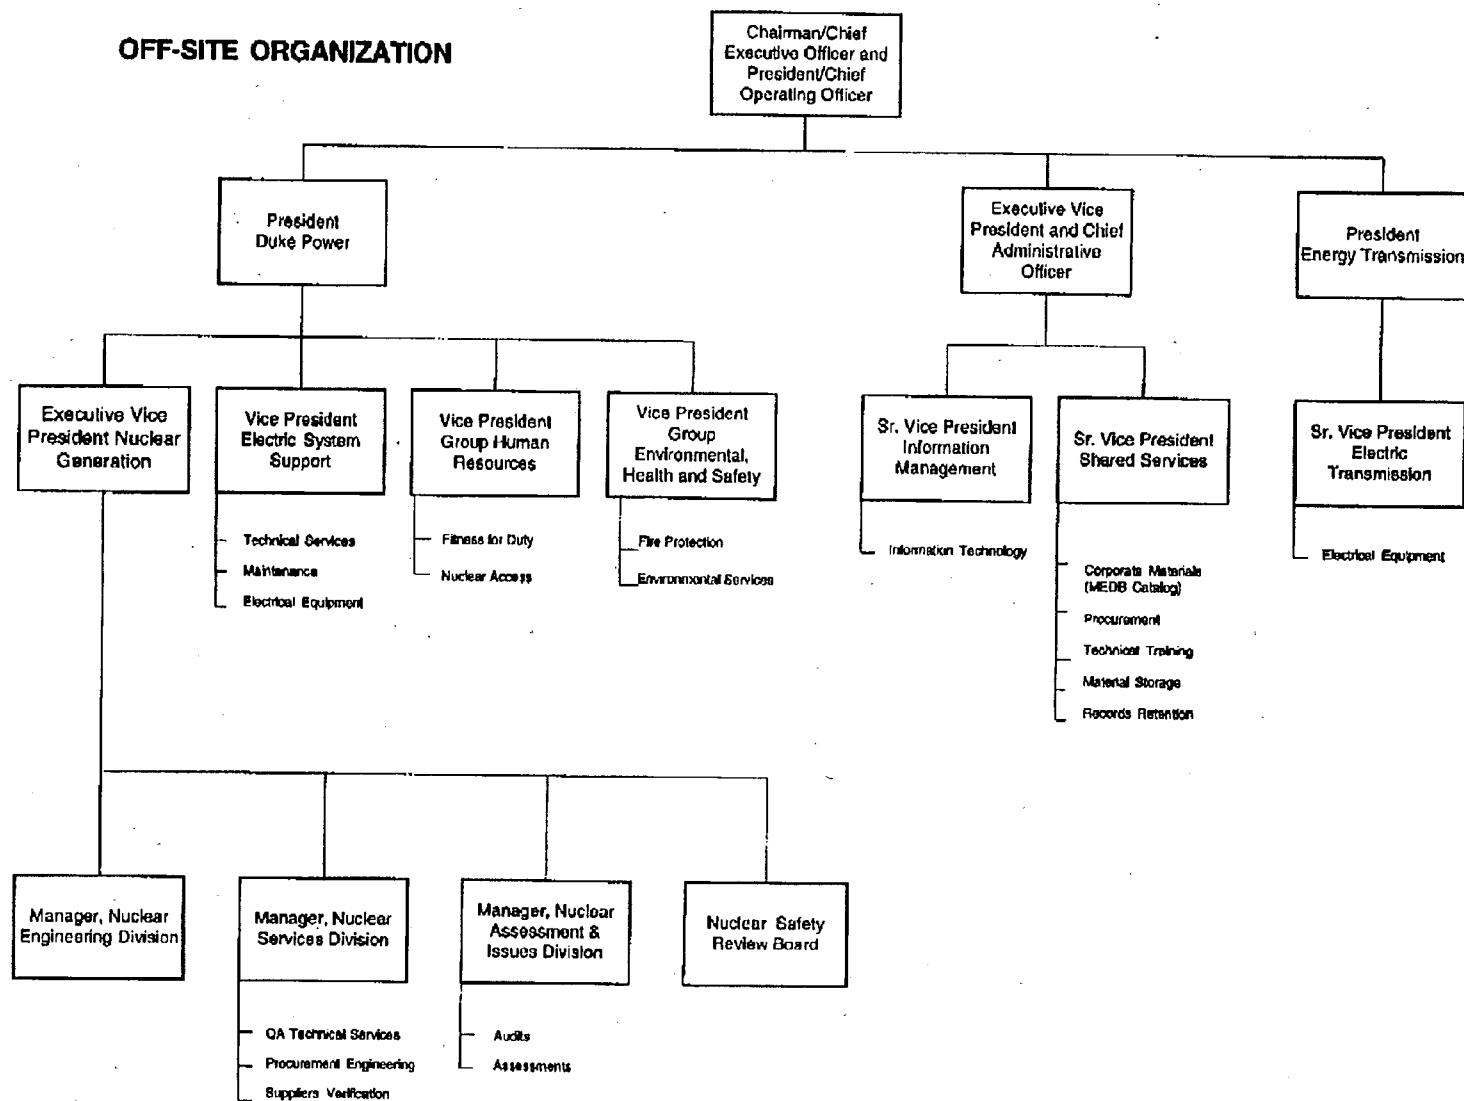 OFF-SITE ORGANIZATION
Chairman/Chief
Executive Officer and
President/Chief
Operating Officer
President
Duke Power
Executive Vice
President and Chief
Administrative
Officer
President
Energy Transmission
Executive Vice
President Nuclear
Generation
Vice President
Electric System
Support
Vice President
Group Human
Resources
Vice President
Group
Environmental,
Health and Safety
Sr. Vice President
Information
Management
Sr. Vice President
Shared Services
Sr. Vice President
Electric
Transmission
Technical Services
Maintenance
Electrical Equipment
Fitness for Duty
Nuclear Access
Fire Protection
Environmental Services
Information Technology
Corporate Materials
(MEDB Catalog)
Procurement
Technical Training
Material Storage
Records Retention
Electrical Equipment
Manager, Nuclear
Engineering Division
Manager, Nuclear
Services Division
Manager, Nuclear
Assessment &
Issues Division
Nuclear Safety
Review Board
QA Technical Services
Procurement Engineering
Suppliers Verification
Audits
Assessments